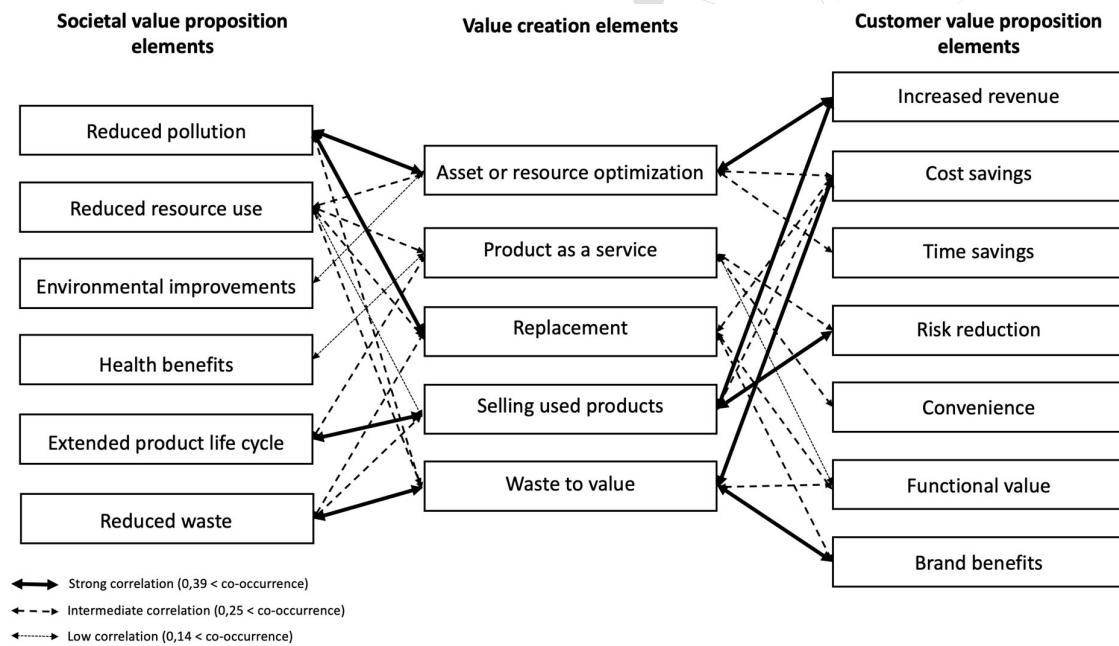 Societal value proposition
elements
Value creation elements
Customer value proposition
elements
Reduced pollution
Reduced resource use
Environmental improvements
Health benefits
Extended product life cycle
Reduced waste
Asset or resource optimization
Product as a service
Replacement
Selling used products
Waste to value
Increased revenue
Cost savings
Time savings
Risk reduction
Convenience
Functional value
Brand benefits
Strong correlation (0,39 < co-occurrence)
Intermediate correlation (0,25 < co-occurrence)
Low correlation (0,14 < co-occurrence)